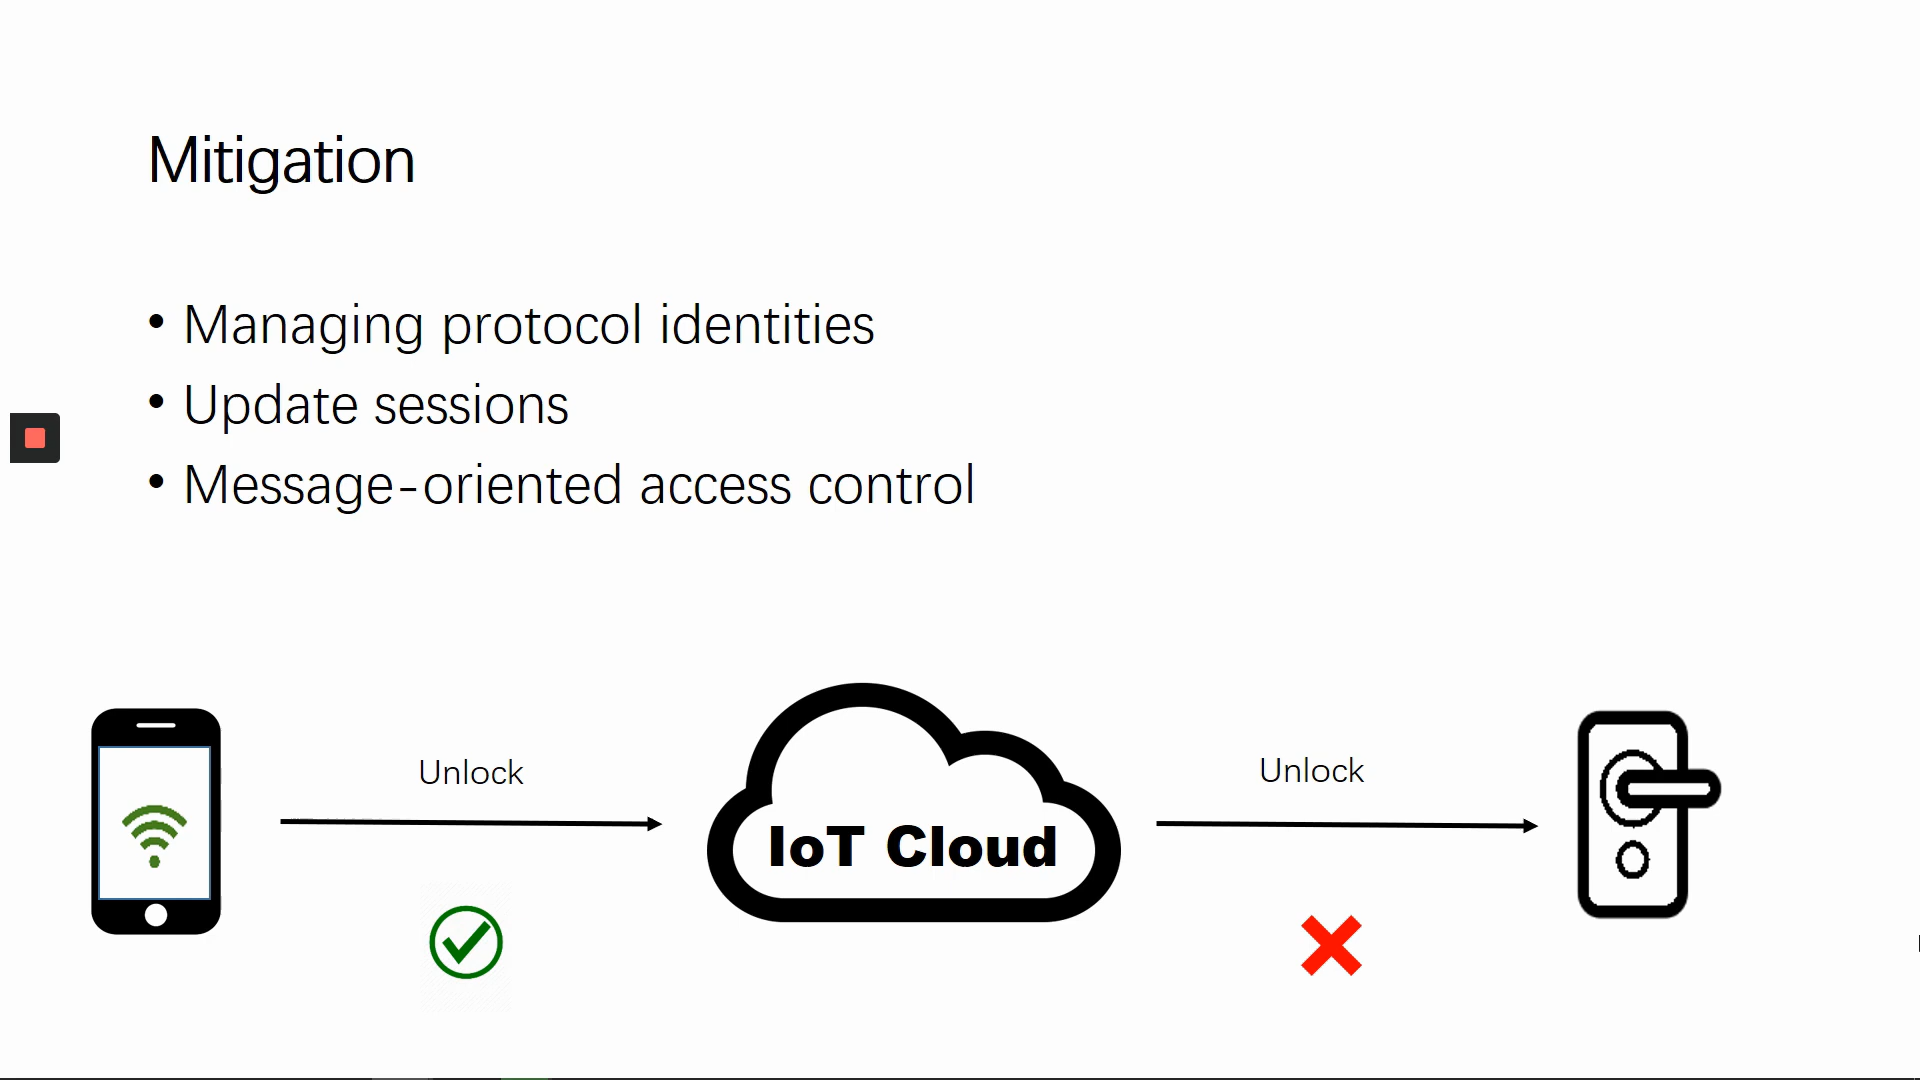 Mitigation
• Managing protocol identities
• Update sessions
• Message-oriented access control
Unlock
Unlock
IoT Cloud